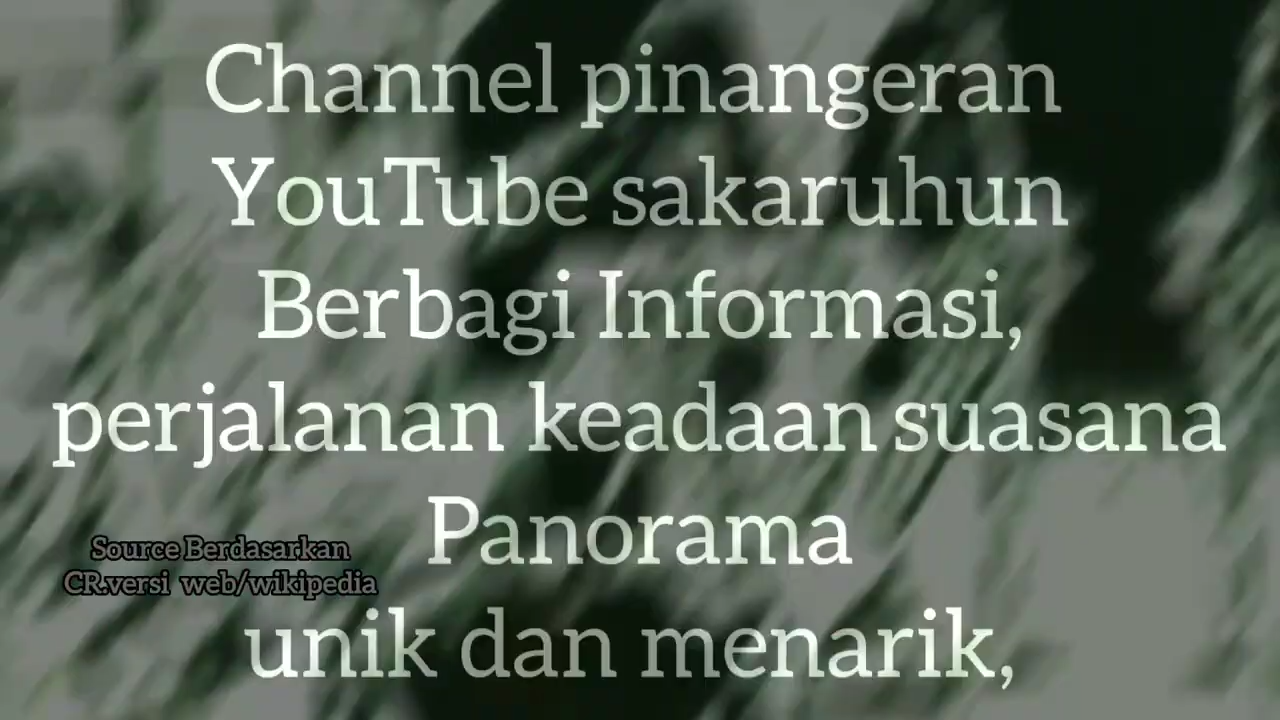 Channel pinangeran
YouTube sakaruhun
Berbagi Informasi,
perjalanan keadaan suasana
Panorama
Source Berdasarkan
CR.versi web/wikipedia
unik dan menarik,